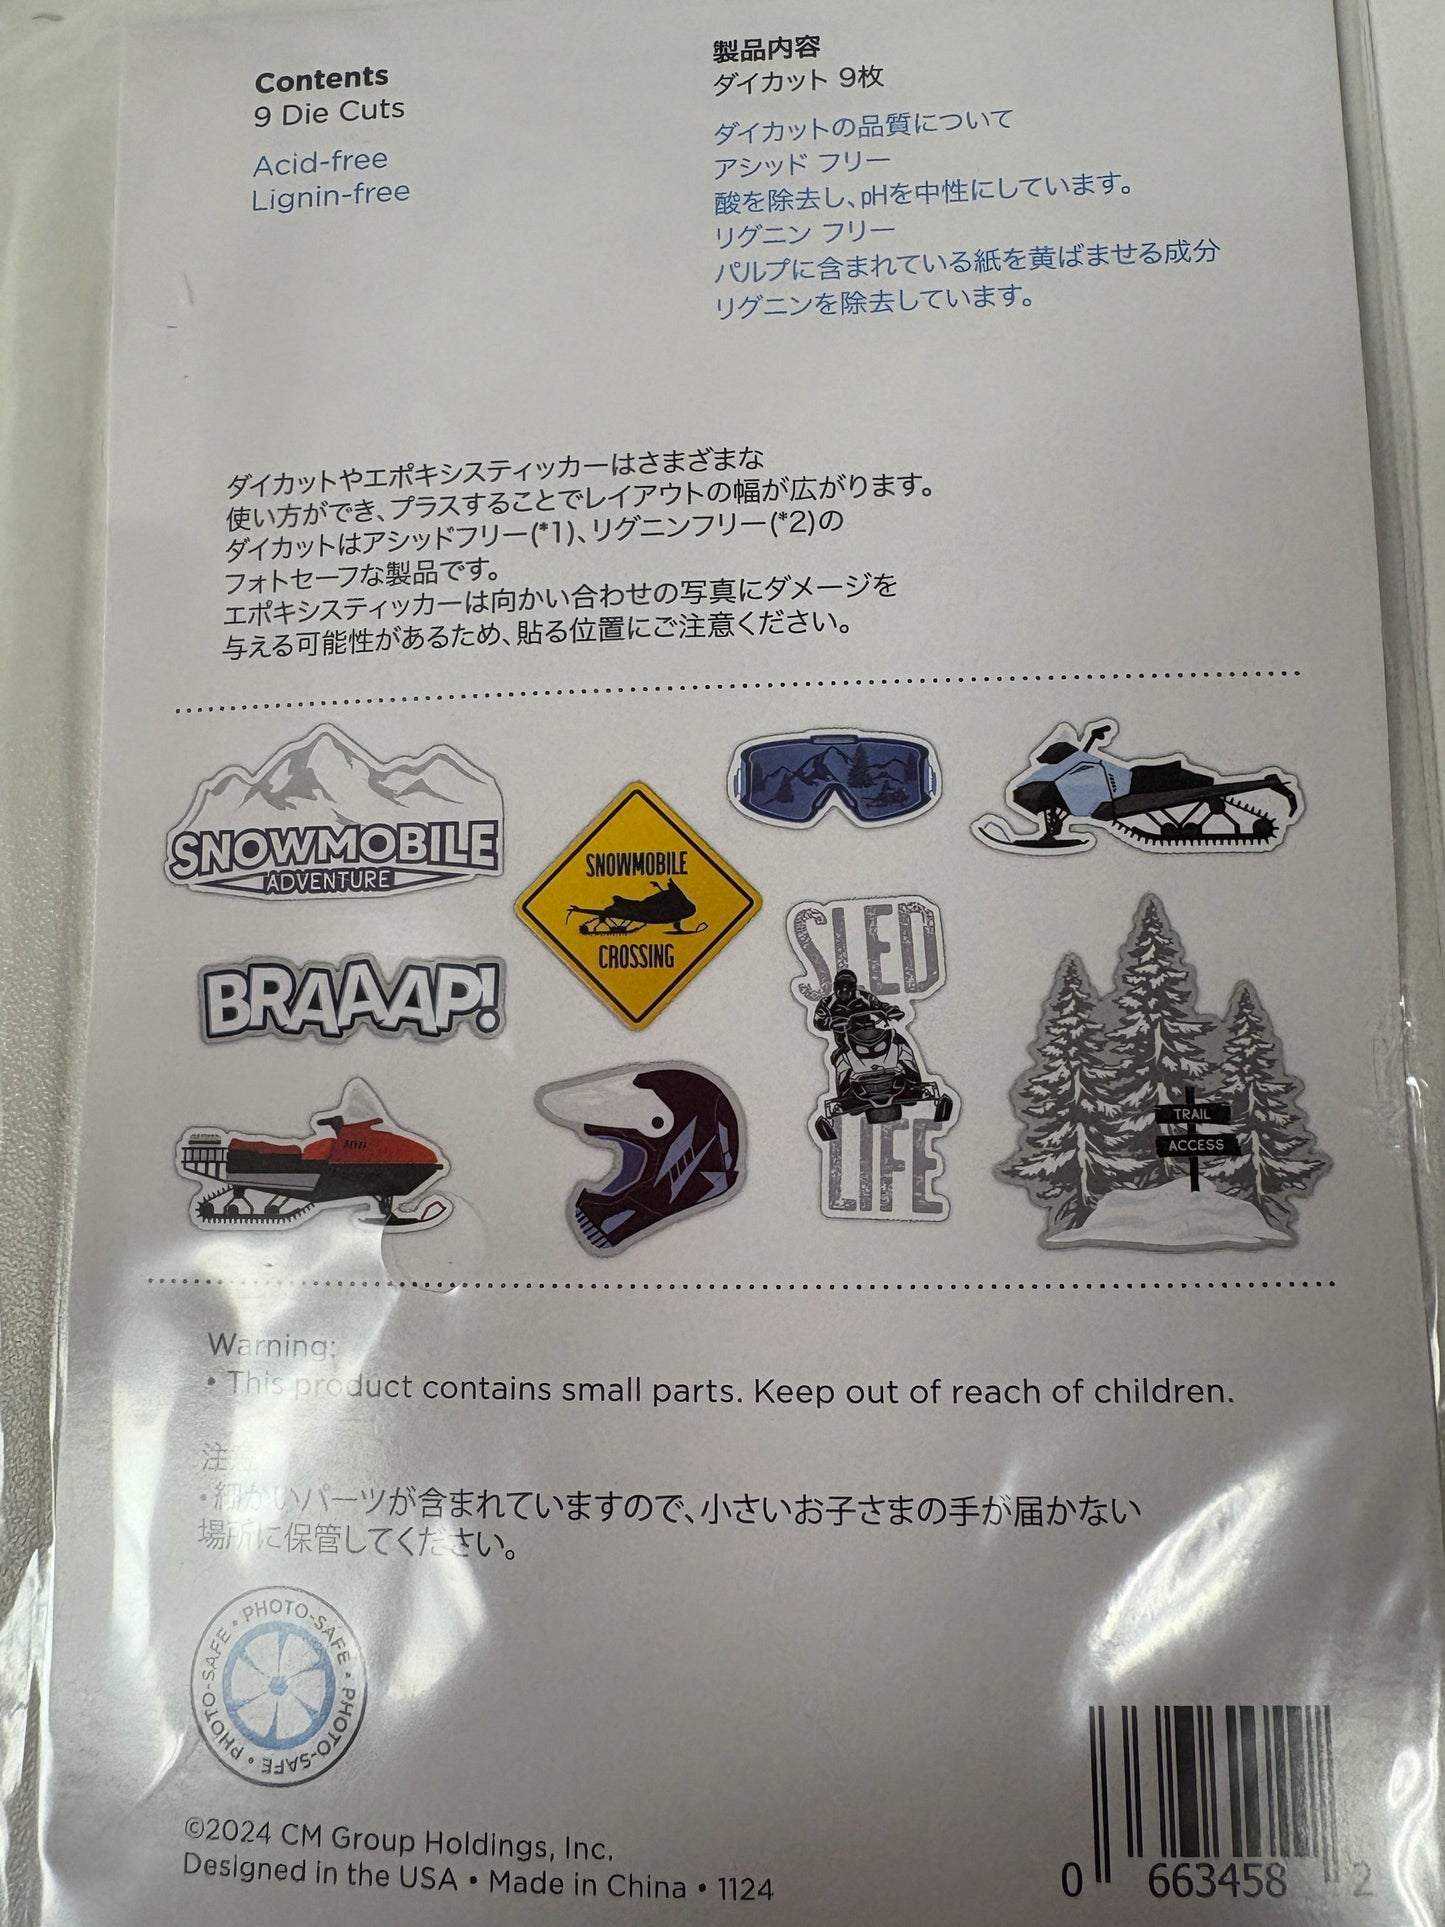 Contents
9 Die Cuts
Acid-free
Lignin-free
製品内容
ダイカット 9枚
ダイカットの品質について
アシッド フリー
酸を除去し、pHを中性にしています。
リグニン フリー
パルプに含まれている紙を黄ばませる成分
リグニンを除去しています。
ダイカットやエポキシスティッカーはさまざまな
使い方ができ、プラスすることでレイアウトの幅が広がります。
ダイカットはアシッドフリー(*1)、リグニンフリー(*2)の
フォトセーフな製品です。
エポキシスティッカーは向かい合わせの写真にダメージを
与える可能性があるため、貼る位置にご注意ください。
SNOWMOBILE
ADVENTURE
SNOWMOBILE
CROSSING
BRAAAP!
SLED
LIFE
TRAIL
ACCESS
Warning:
• This product contains small parts. Keep out of reach of children.
注意
・細かいパーツが含まれていますので、小さいお子さまの手が届かない
場所に保管してください。
PHOTO-SAFE • PHOTO-SAFE • PHOTO-SAFE • PHOTO-SAFE •
©2024 CM Group Holdings, Inc.
Designed in the USA • Made in China • 1124
0 663458 2